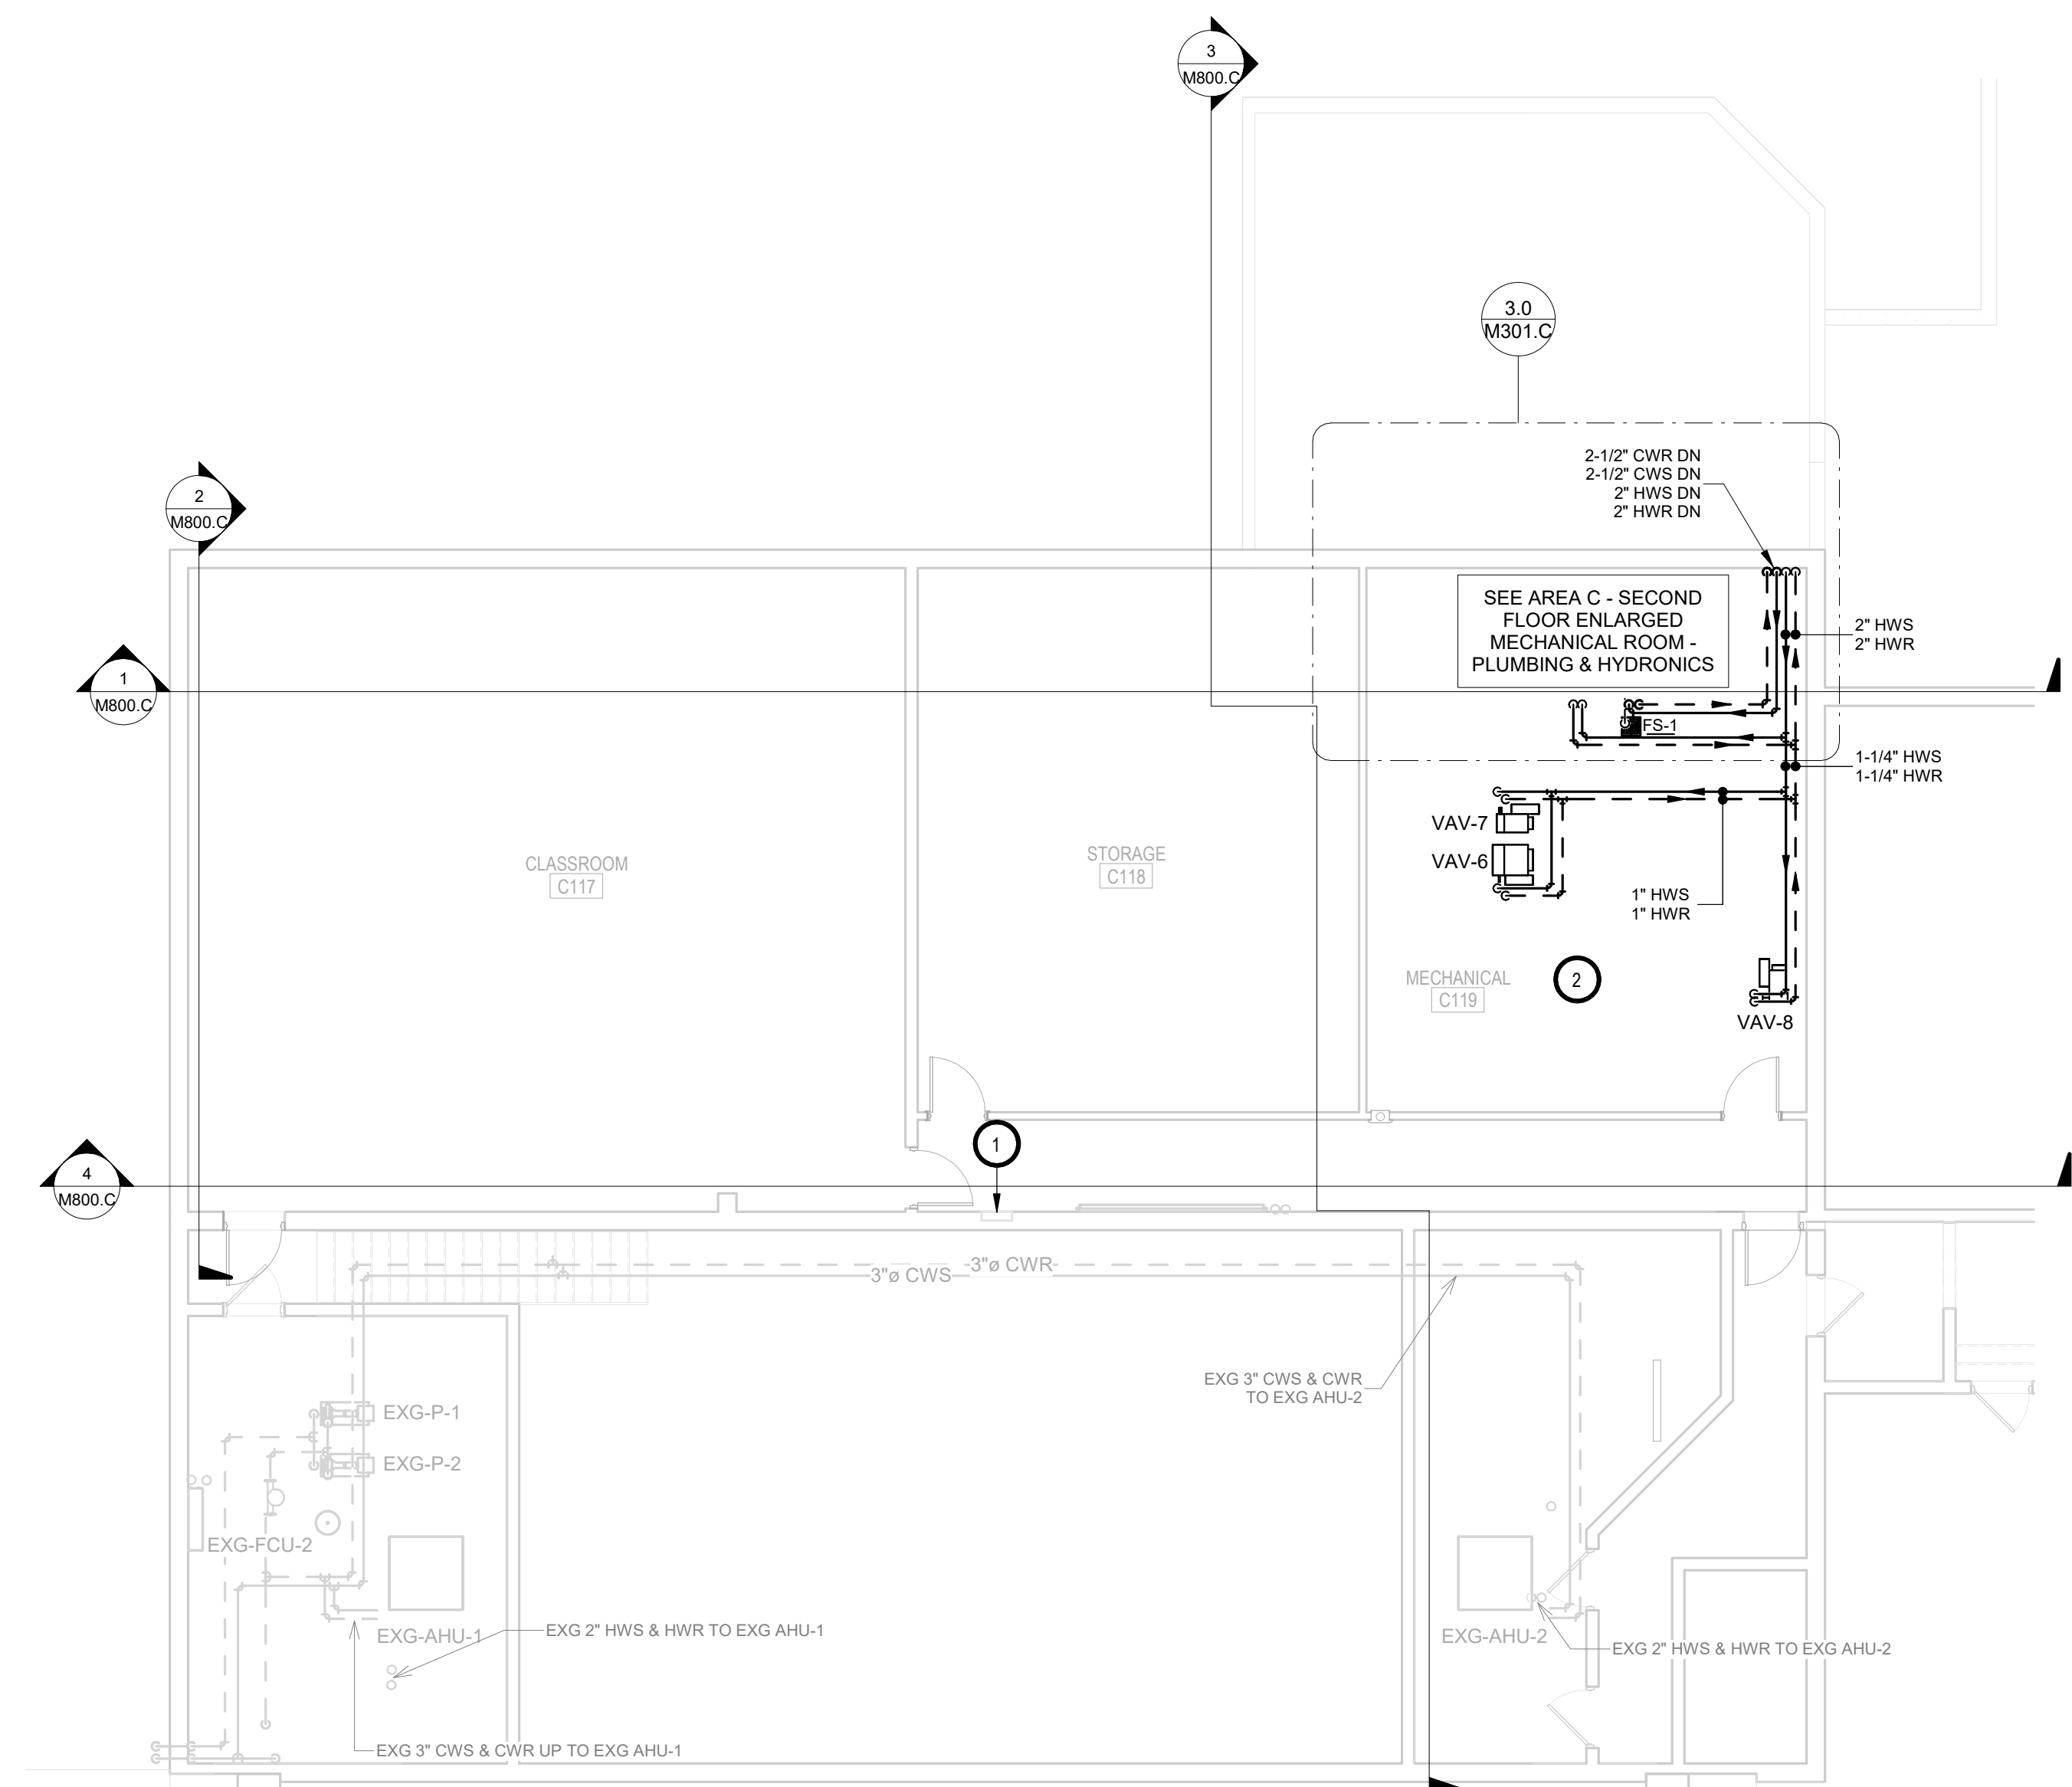 3
M800.C
3.0
M301.C
2-1/2" CWR DN
2-1/2" CWS DN
2" HWS DN
2" HWR DN
2
M800.C
SEE AREA C - SECOND
FLOOR ENLARGED
MECHANICAL ROOM -
PLUMBING & HYDRONICS
2" HWS
2" HWR
1
M800.C
FS-1
1-1/4" HWS
1-1/4" HWR
VAV-7
VAV-6
CLASSROOM
C117
STORAGE
C118
1" HWS
1" HWR
MECHANICAL
C119
2
VAV-8
1
4
M800.C
3"ø CWS
3"ø CWR
EXG 3" CWS & CWR
TO EXG AHU-2
EXG-P-1
EXG-P-2
EXG-FCU-2
EXG-AHU-1
EXG 2" HWS & HWR TO EXG AHU-1
EXG-AHU-2
EXG 2" HWS & HWR TO EXG AHU-2
EXG 3" CWS & CWR UP TO EXG AHU-1